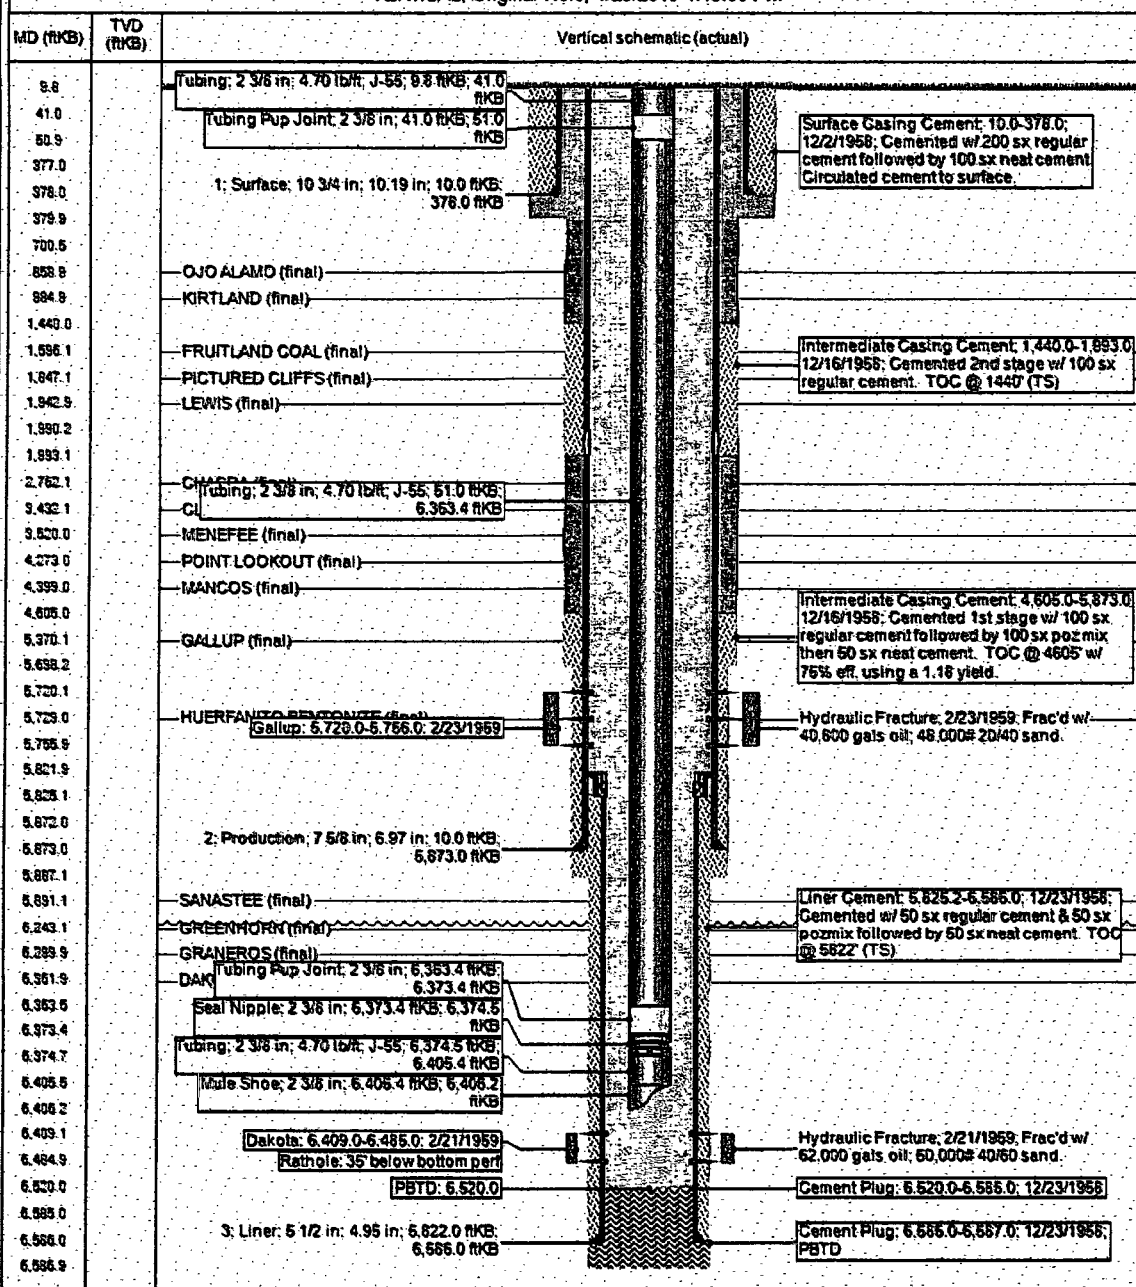 MD (ftKB)
TVD
(ftKB)
Vertical schematic (actual)
9.8
41.0
50.9
377.0
378.0
379.9
700.5
858.9
984.9
1,440.0
1,596.1
1,847.1
1,942.9
1,990.2
1,993.1
2,762.1
3,432.1
3,620.0
4,273.0
4,399.0
4,605.0
5,370.1
5,698.2
5,720.1
5,729.0
5,755.9
5,821.9
5,825.1
5,872.0
5,873.0
5,887.1
5,891.1
6,243.1
6,299.9
6,351.9
6,363.5
6,373.4
6,374.7
6,405.5
6,406.2
6,409.1
6,484.9
6,520.0
6,585.0
6,586.0
6,586.9
Tubing; 2 3/8 in; 4.70 lb/ft; J-55; 9.8 ftKB; 41.0
ftKB
Tubing Pup Joint; 2 3/8 in; 41.0 ftKB; 51.0
ftKB
1; Surface; 10 3/4 in; 10.19 in; 10.0 ftKB;
378.0 ftKB
OJO ALAMO (final)
KIRTLAND (final)
FRUITLAND COAL (final)
PICTURED CLIFFS (final)
LEWIS (final)
Tubing; 2 3/8 in; 4.70 lb/ft; J-55; 51.0 ftKB;
6,363.4 ftKB
MENEFEE (final)
POINT LOOKOUT (final)
MANCOS (final)
GALLUP (final)
HUERFANITO BENTONITE (final)
Gallup; 5,720.0-5,756.0; 2/23/1959
2; Production; 7 5/8 in; 6.97 in; 10.0 ftKB;
5,873.0 ftKB
SANASTEE (final)
GREENHORN (final)
GRANEROS (final)
DAK
Tubing Pup Joint; 2 3/8 in; 6,363.4 ftKB;
6,373.4 ftKB
Seal Nipple; 2 3/8 in; 6,373.4 ftKB; 6,374.5
ftKB
Tubing; 2 3/8 in; 4.70 lb/ft; J-55; 6,374.5 ftKB;
6,405.4 ftKB
Mule Shoe; 2 3/8 in; 6,405.4 ftKB; 6,406.2
ftKB
Dakota; 6,409.0-6,485.0; 2/21/1959
Rathole: 35' below bottom perf
PBTD; 6,520.0
3; Liner; 5 1/2 in; 4.95 in; 5,822.0 ftKB;
6,586.0 ftKB
Surface Casing Cement; 10.0-378.0;
12/2/1958; Cemented w/ 200 sx regular
cement followed by 100 sx neat cement.
Circulated cement to surface.
Intermediate Casing Cement; 1,440.0-1,993.0;
12/16/1958; Cemented 2nd stage w/ 100 sx
regular cement. TOC @ 1440' (TS)
Intermediate Casing Cement; 4,605.0-5,873.0;
12/16/1958; Cemented 1st stage w/ 100 sx
regular cement followed by 100 sx pozmix
then 50 sx neat cement. TOC @ 4605' w/
75% eff. using a 1.18 yield.
Hydraulic Fracture; 2/23/1959; Frac'd w/
40,600 gals oil; 48,000# 20/40 sand.
Liner Cement; 5,825.2-6,586.0; 12/23/1958;
Cemented w/ 50 sx regular cement & 50 sx
pozmix followed by 50 sx neat cement. TOC
@ 5822' (TS)
Hydraulic Fracture; 2/21/1959; Frac'd w/
62,000 gals oil; 60,000# 40/60 sand.
Cement Plug; 6,520.0-6,586.0; 12/23/1958
Cement Plug; 6,586.0-6,587.0; 12/23/1958;
PBTD